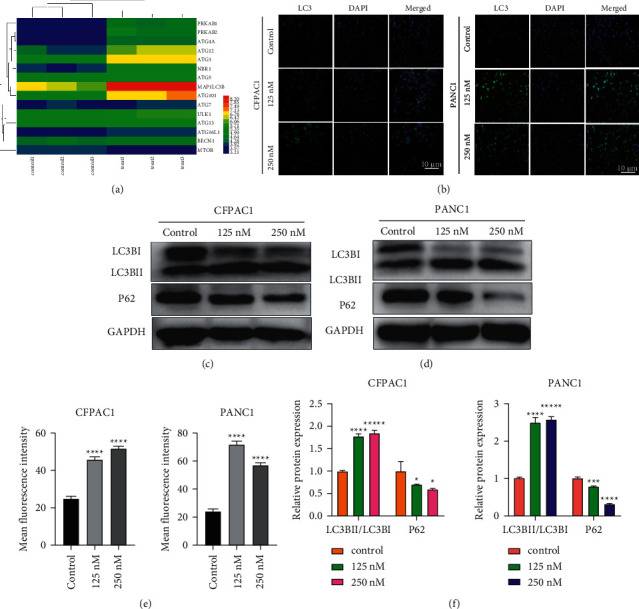 PRKAB1
PRKAB2
ATG4A
ATG12
ATG3
NBR1
ATG5
MAP1LC3B
ATG101
ATG7
ULK1
ATG13
ATG16L1
BECN1
MTOR
control1
control2
control3
treat1
treat2
treat3
(a)
LC3 DAPI Merged
CFPAC1
Control
125 nM
250 nM
10 µm
LC3 DAPI Merged
PANC1
Control
125 nM
250 nM
10 µm
(b)
CFPAC1
Control 125 nM 250 nM
LC3BI
LC3BII
P62
GAPDH
(c)
PANC1
Control 125 nM 250 nM
LC3BI
LC3BII
P62
GAPDH
(d)
CFPAC1
Mean fluorescence intensity
60
40
20
0
****
****
Control
125 nM
250 nM
PANC1
Mean fluorescence intensity
80
60
40
20
0
****
****
Control
125 nM
250 nM
(e)
CFPAC1
Relative protein expression
2.5
2.0
1.5
1.0
0.5
0.0
****
*****
*
*
LC3BII/LC3BI P62
control
125 nM
250 nM
PANC1
Relative protein expression
3
2
1
0
****
*****
***
****
LC3BII/LC3BI P62
control
125 nM
250 nM
(f)